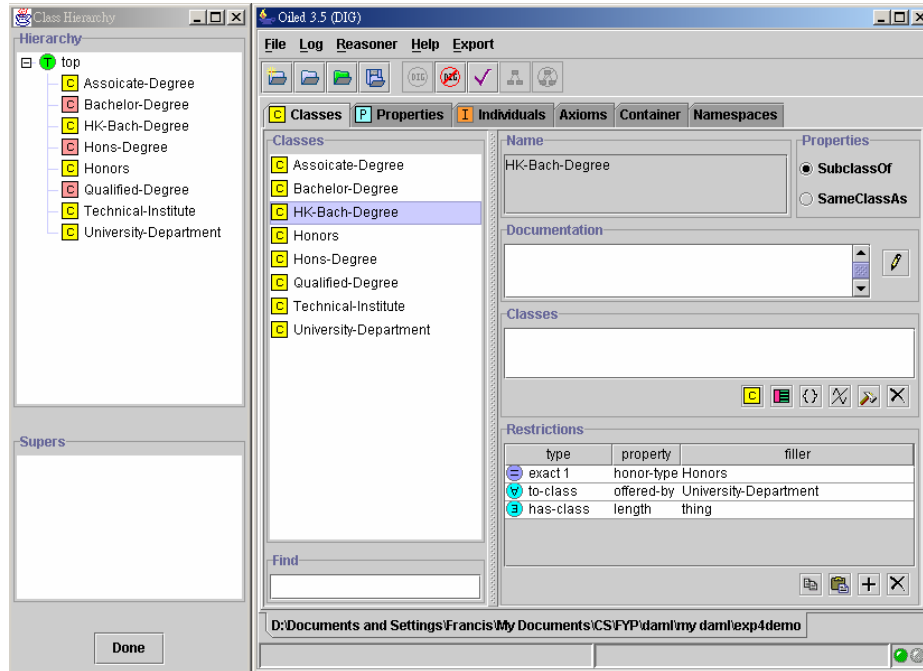 Class Hierarchy
Hierarchy
T top
C Assoicate-Degree
C Bachelor-Degree
C HK-Bach-Degree
C Hons-Degree
C Honors
C Qualified-Degree
C Technical-Institute
C University-Department
Supers
Done
Oiled 3.5 (DIG)
File Log Reasoner Help Export
DIG DIG
C Classes P Properties I Individuals Axioms Container Namespaces
Classes
C Assoicate-Degree
C Bachelor-Degree
C HK-Bach-Degree
C Honors
C Hons-Degree
C Qualified-Degree
C Technical-Institute
C University-Department
Find
Name
HK-Bach-Degree
Properties
SubclassOf
SameClassAs
Documentation
Classes
C {}
Restrictions
type property filler
= exact 1 honor-type Honors
∀ to-class offered-by University-Department
∃ has-class length thing
D:\Documents and Settings\Francis\My Documents\CS\FYP\daml\my daml\exp4demo